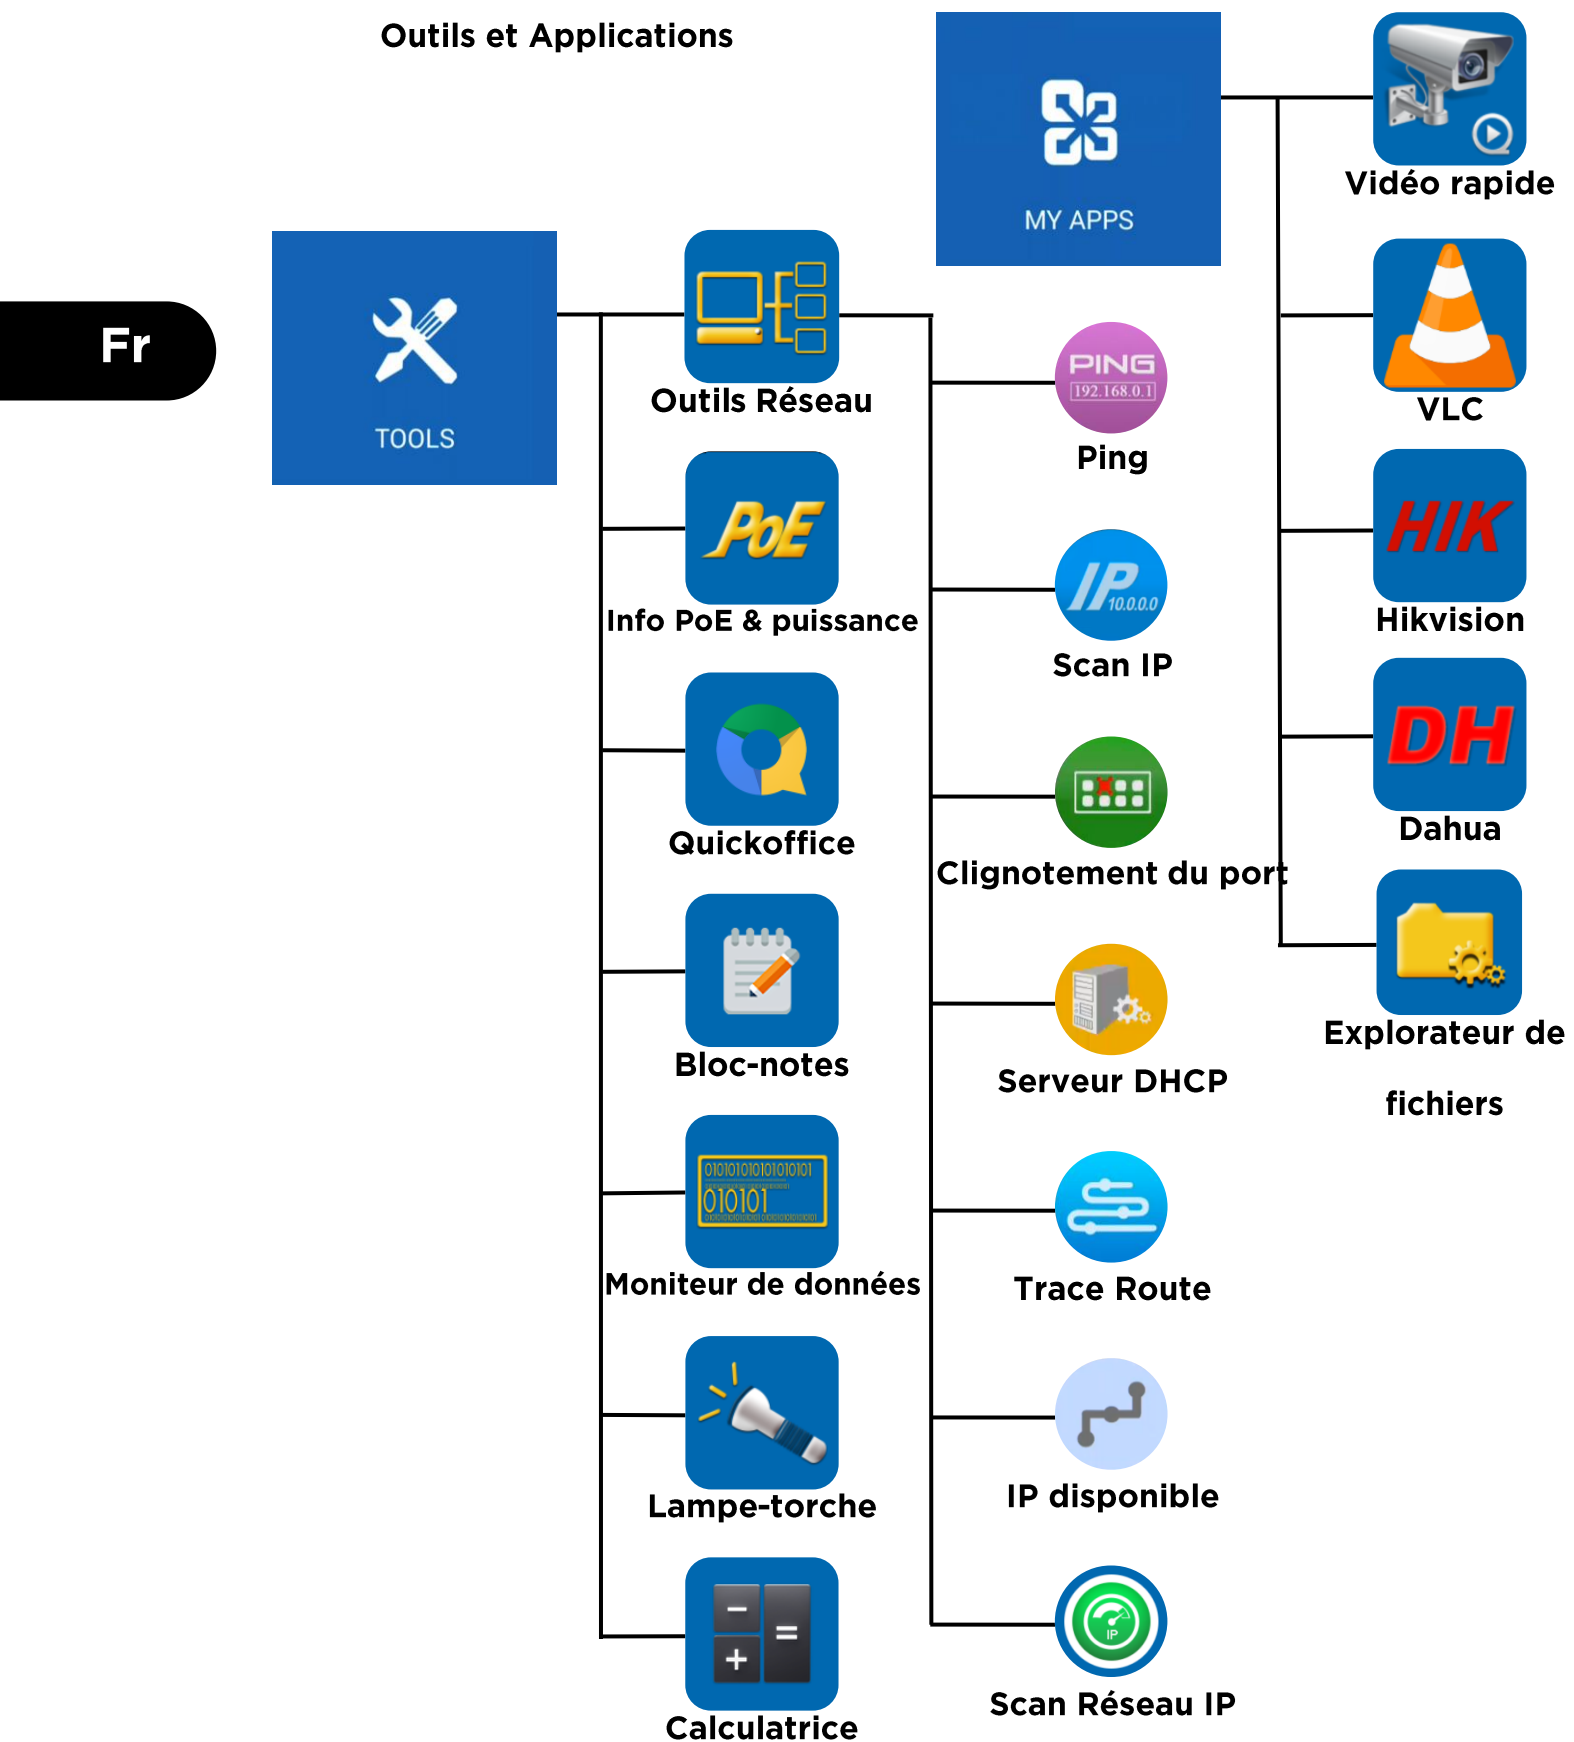 Outils et Applications
Fr
TOOLS
Outils Réseau
Info PoE & puissance
PoE
Quickoffice
Bloc-notes
010101010101010101
010101
Moniteur de données
Lampe-torche
Calculatrice
PING
192.168.0.1
Ping
IP
10.0.0.0
Scan IP
Clignotement du port
Serveur DHCP
Trace Route
IP disponible
IP
Scan Réseau IP
MY APPS
Vidéo rapide
VLC
HIK
Hikvision
DH
Dahua
Explorateur de
fichiers